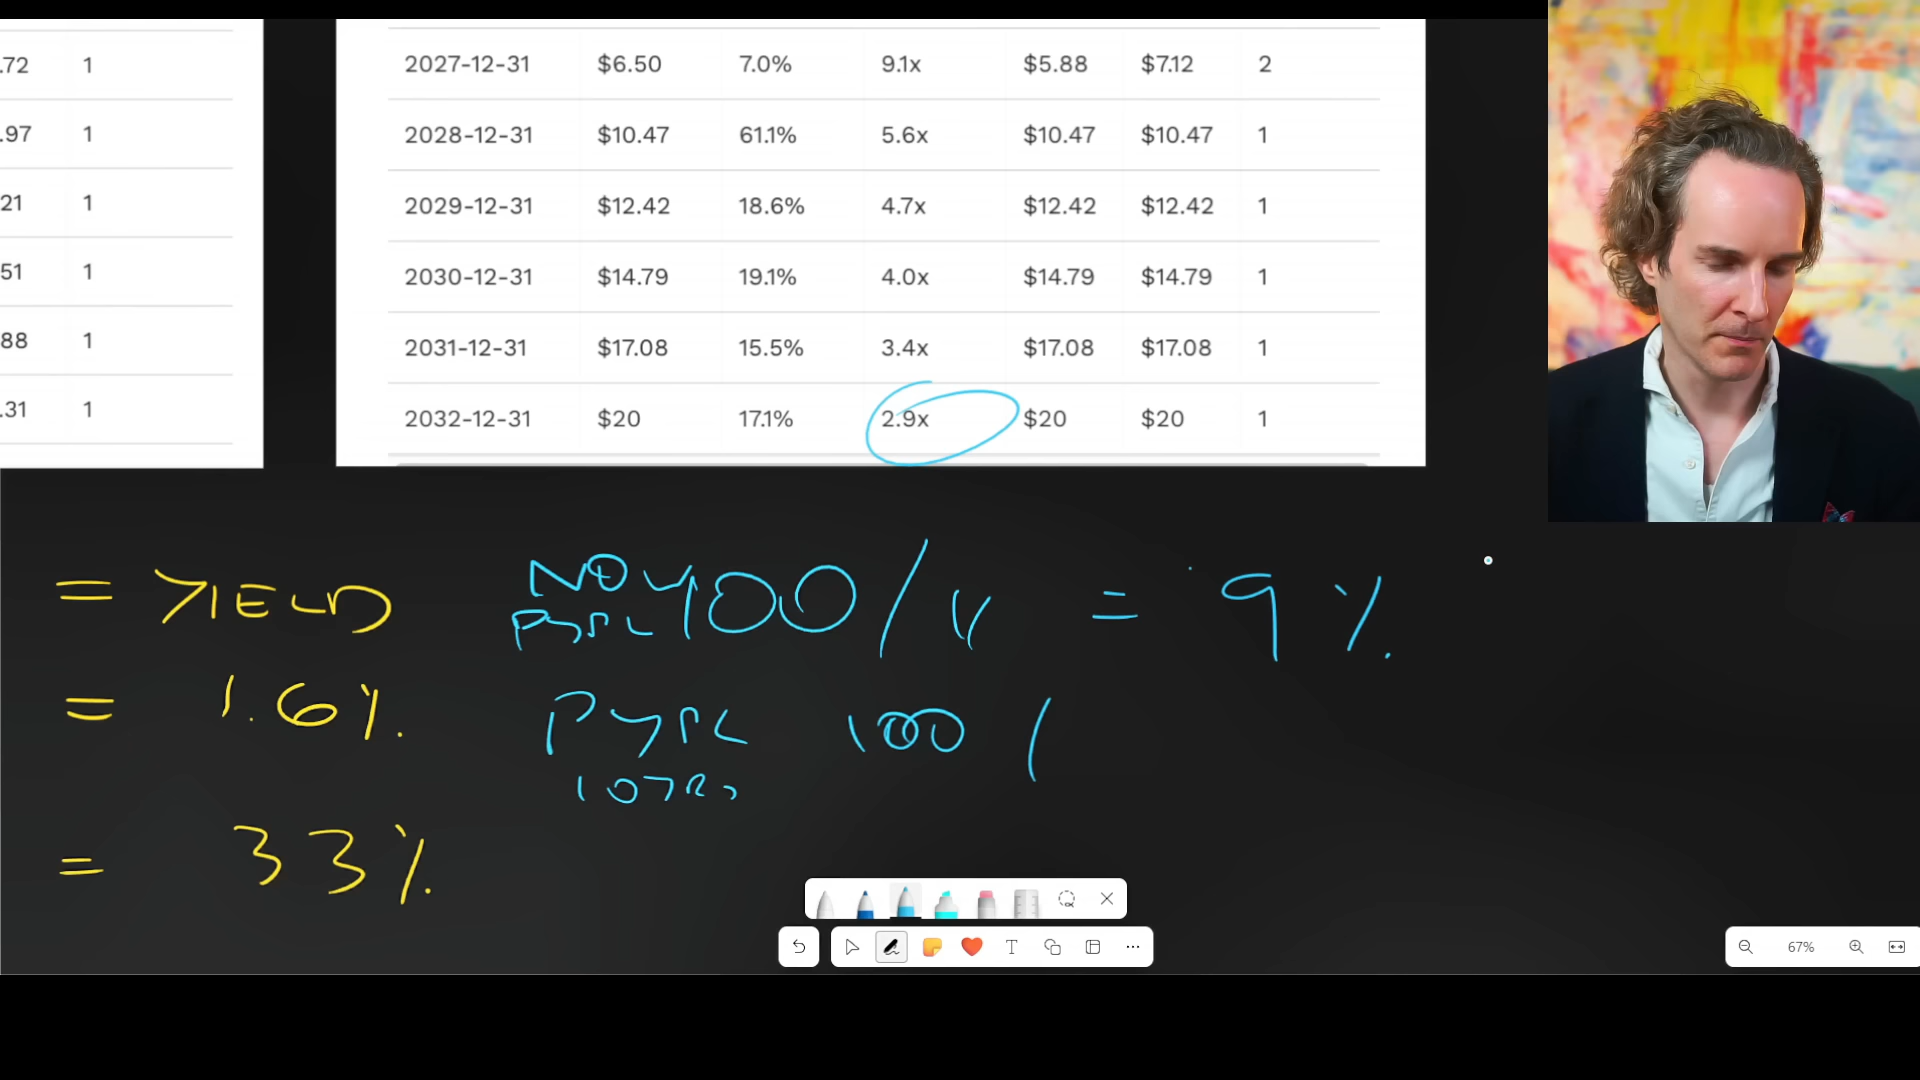 .72 1
.97 1
21 1
51 1
88 1
.31 1
2027-12-31 $6.50 7.0% 9.1x $5.88 $7.12 2
2028-12-31 $10.47 61.1% 5.6x $10.47 $10.47 1
2029-12-31 $12.42 18.6% 4.7x $12.42 $12.42 1
2030-12-31 $14.79 19.1% 4.0x $14.79 $14.79 1
2031-12-31 $17.08 15.5% 3.4x $17.08 $17.08 1
2032-12-31 $20 17.1% 2.9x $20 $20 1
= YIELD
= 1.6%.
= 33%.
NOW
PYPL 100 / 11 = 9%.
PYPL 100 /
10YRS
T
67%